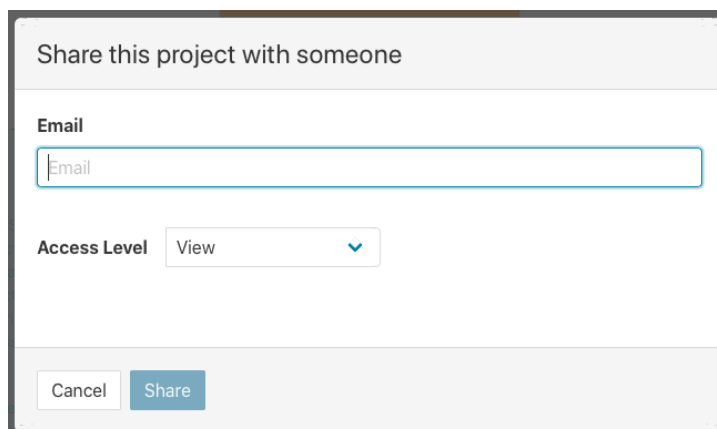 Share this project with someone
Email
Email
Access Level View
Cancel Share